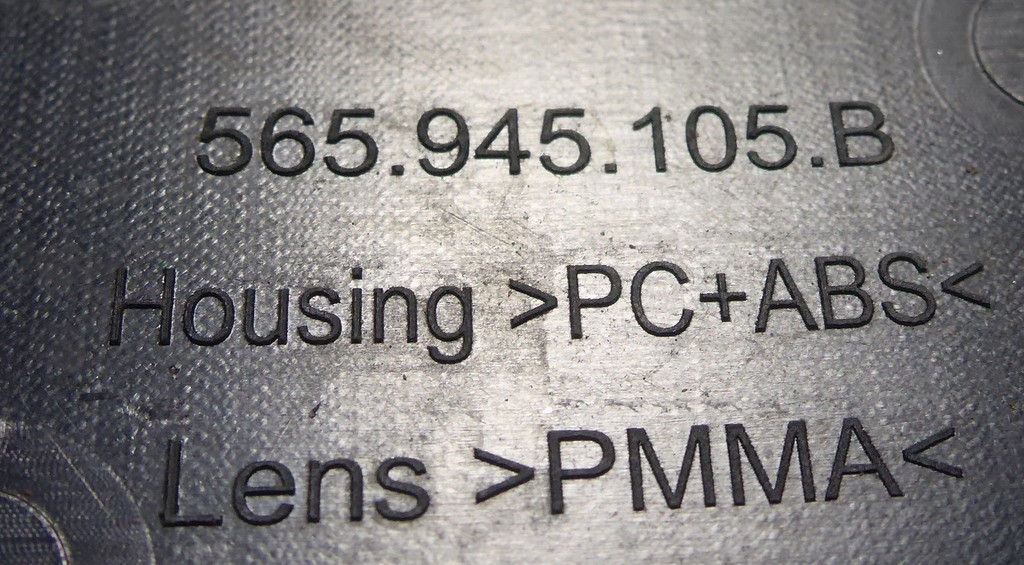 565.945.105.B
Housing >PC+ABS<
Lens >PMMA<